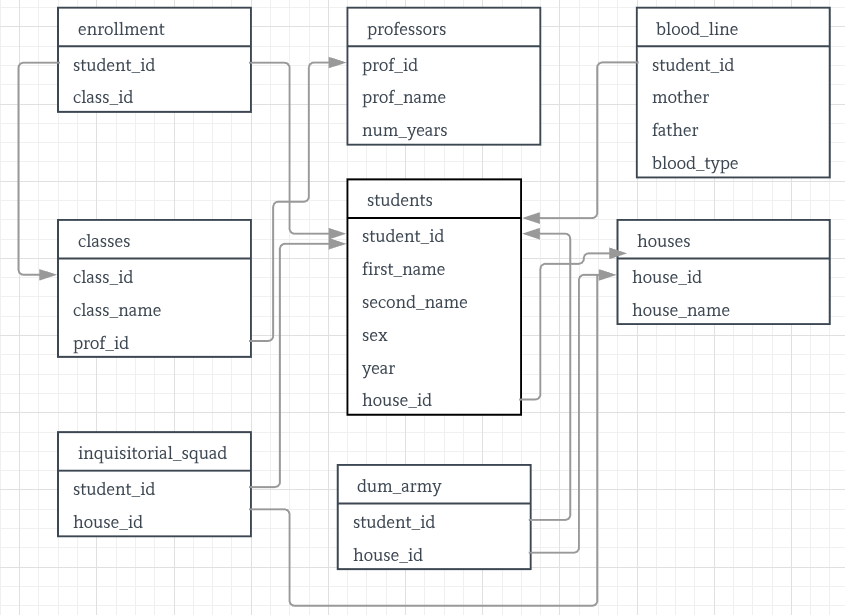 enrollment
student_id
class_id
professors
prof_id
prof_name
num_years
blood_line
student_id
mother
father
blood_type
classes
class_id
class_name
prof_id
students
student_id
first_name
second_name
sex
year
house_id
houses
house_id
house_name
inquisitorial_squad
student_id
house_id
dum_army
student_id
house_id